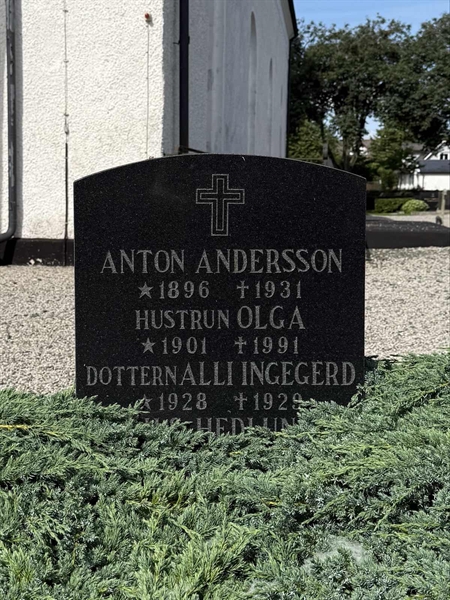 ANTON ANDERSSON
★1896 †1931
HUSTRUN OLGA
★1901 †1991
DOTTERN ALLI INGEGERD
★1928 †1929